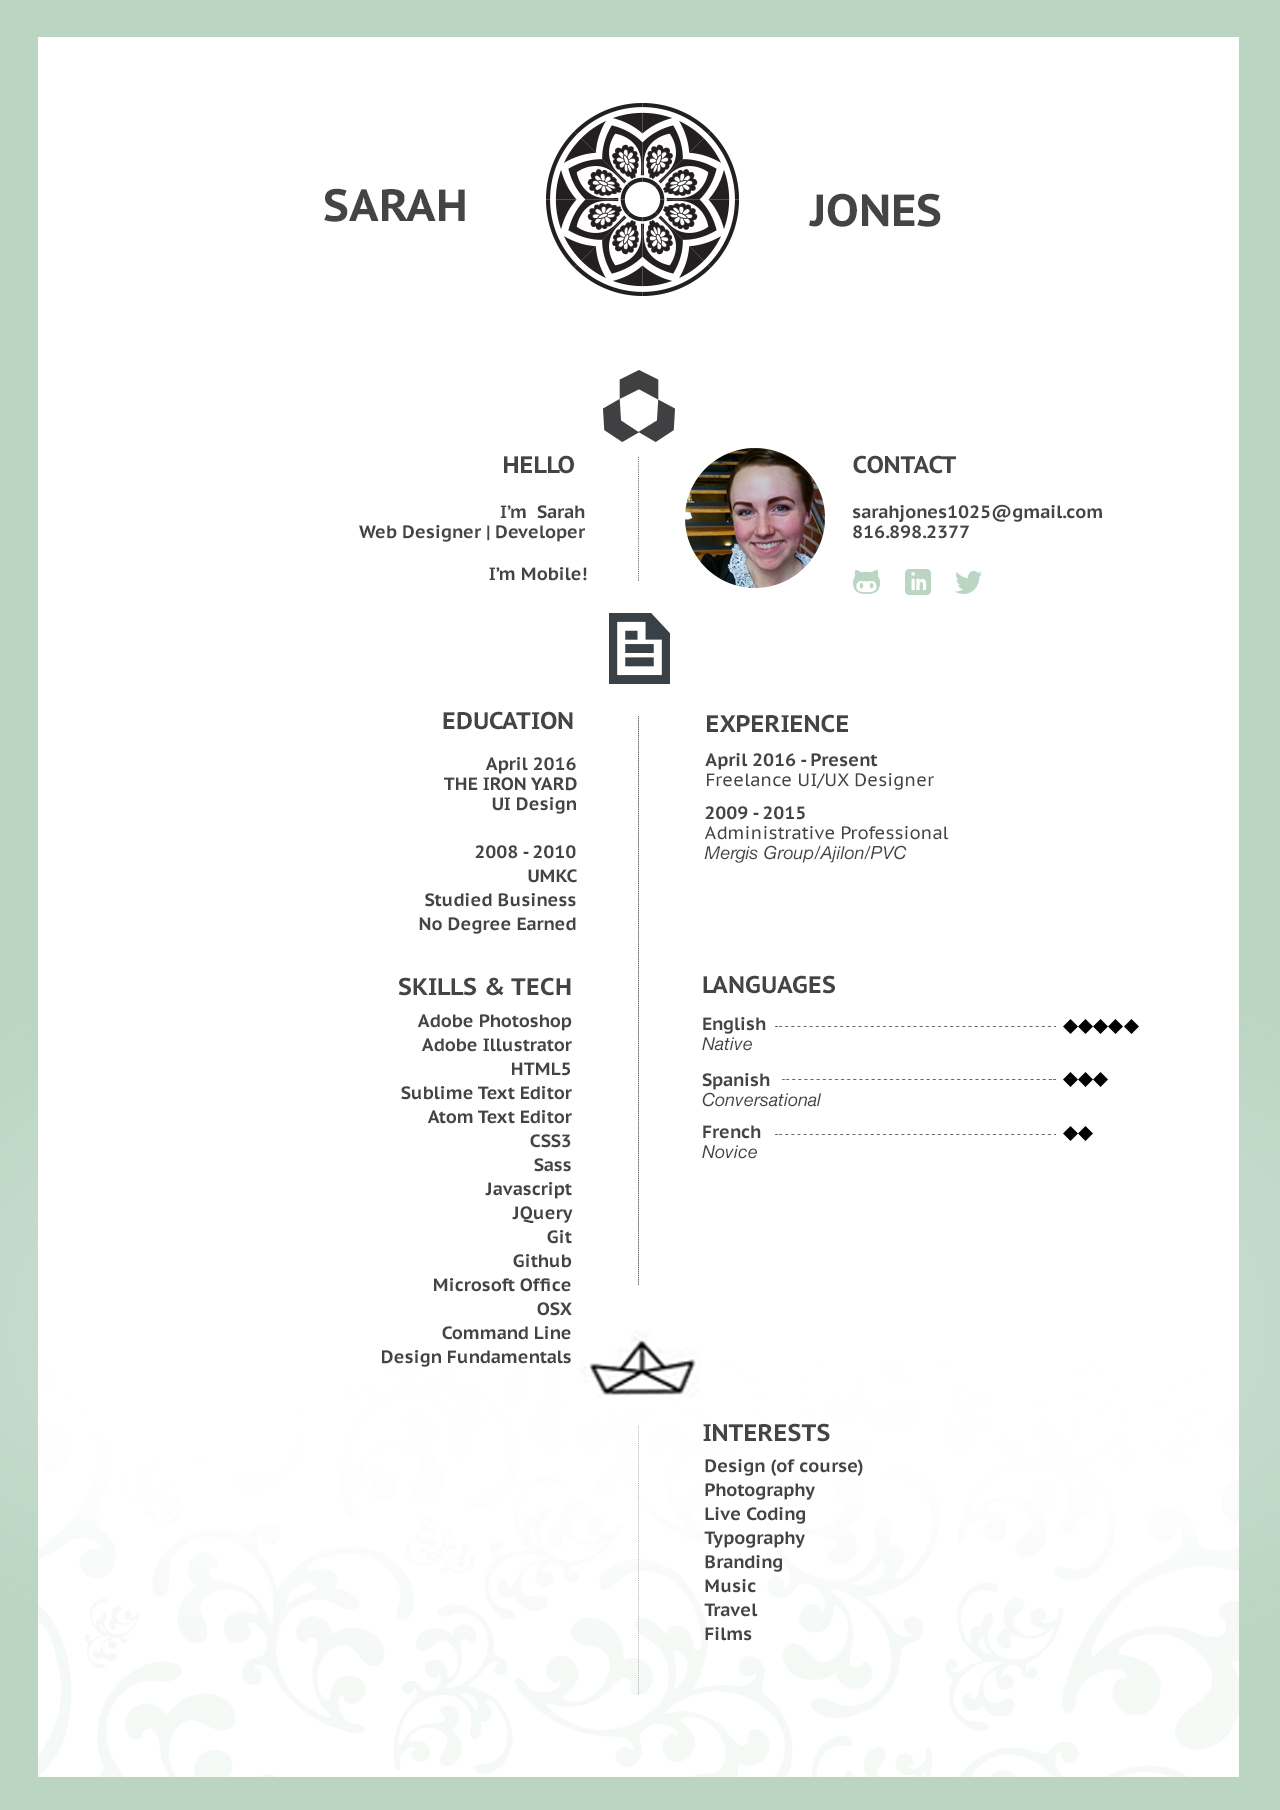 SARAH
JONES
HELLO
I'm  Sarah
Web Designer | Developer
I'm Mobile!
CONTACT
sarahjones1025@gmail.com
816.898.2377
in
EDUCATION
April 2016
THE IRON YARD
UI Design
2008 - 2010
UMKC
Studied Business
No Degree Earned
EXPERIENCE
April 2016 - Present
Freelance UI/UX Designer
2009 - 2015
Administrative Professional
Mergis Group/Ajilon/PVC
SKILLS & TECH
Adobe Photoshop
Adobe Illustrator
HTML5
Sublime Text Editor
Atom Text Editor
CSS3
Sass
Javascript
JQuery
Git
Github
Microsoft Office
OSX
Command Line
Design Fundamentals
LANGUAGES
English
Native
Spanish
Conversational
French
Novice
INTERESTS
Design (of course)
Photography
Live Coding
Typography
Branding
Music
Travel
Films